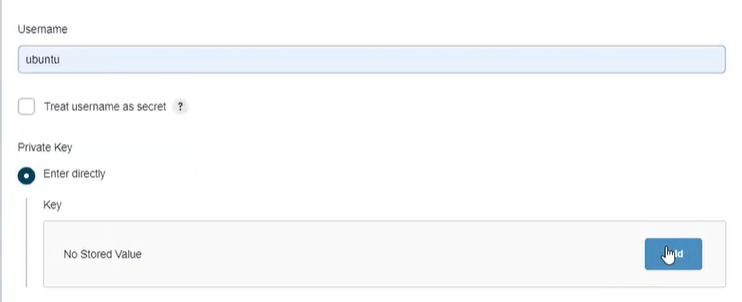 Username
ubuntu
Treat username as secret ?
Private Key
Enter directly
Key
No Stored Value